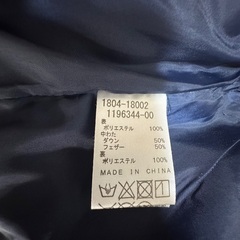 1804-18002
1196344-00
表
ポリエステル 100%
中わた
ダウン 50%
フェザー 50%
裏
ポリエステル 100%
MADE IN CHINA